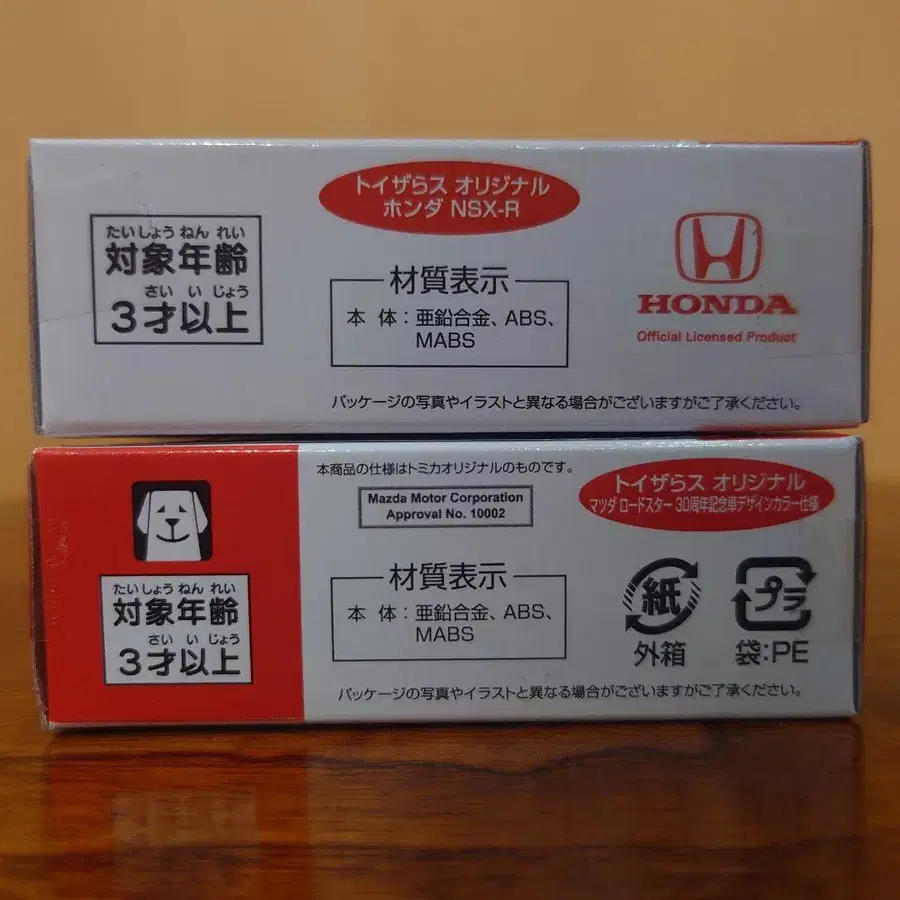 トイザらス オリジナル
ホンダ NSX-R
たいしょう ねん れい
対象年齢
さい い じょう
3才以上
材質表示
本 体：亜鉛合金、ABS、
MABS
HONDA
Official Licensed Product
パッケージの写真やイラストと異なる場合がございますがご了承ください。
本商品の仕様はトミカオリジナルのものです。
Mazda Motor Corporation
Approval No. 10002
トイザらス オリジナル
マツダ ロードスター 30周年記念車デザインカラー仕様
たいしょう ねん れい
対象年齢
さい い じょう
3才以上
材質表示
本 体：亜鉛合金、ABS、
MABS
紙
外箱
プラ
袋:PE
パッケージの写真やイラストと異なる場合がございますがご了承ください。